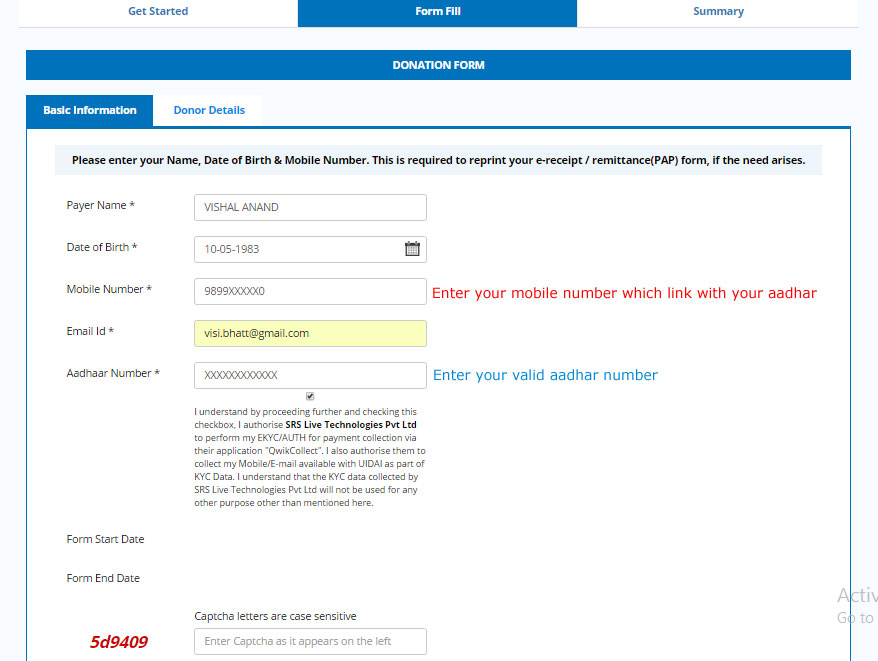 Get Started Form Fill Summary
DONATION FORM
Basic Information Donor Details
Please enter your Name, Date of Birth & Mobile Number. This is required to reprint your e-receipt / remittance(PAP) form, if the need arises.
Payer Name * VISHAL ANAND
Date of Birth * 10-05-1983
Mobile Number * 9899XXXXX0 Enter your mobile number which link with your aadhar
Email Id * visi.bhatt@gmail.com
Aadhaar Number * XXXXXXXXXXXX Enter your valid aadhar number
I understand by proceeding further and checking this
checkbox, I authorise SRS Live Technologies Pvt Ltd
to perform my EKYC/AUTH for payment collection via
their application "QwikCollect". I also authorise them to
collect my Mobile/E-mail available with UIDAI as part of
KYC Data. I understand that the KYC data collected by
SRS Live Technologies Pvt Ltd will not be used for any
other purpose other than mentioned here.
Form Start Date
Form End Date
Activ
Go to
Captcha letters are case sensitive
5d9409 Enter Captcha as it appears on the left